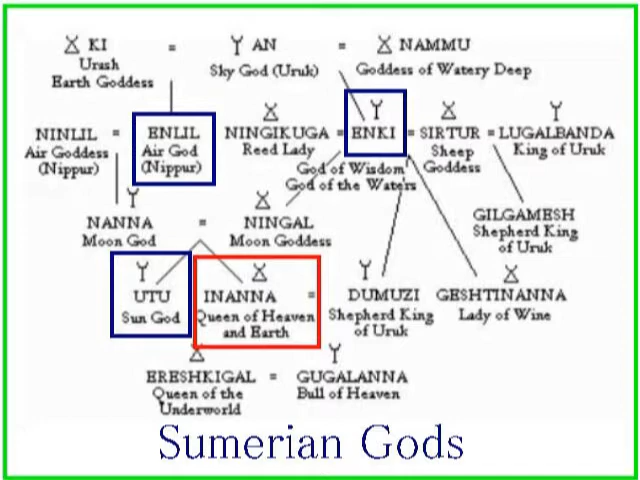 KI = AN = NAMMU
Urash Sky God (Uruk) Goddess of Watery Deep
Earth Goddess
NINLIL = ENLIL NINGIKUGA = ENKI = SIRTUR = LUGALBANDA
Air Goddess Air God Reed Lady Sheep King of Uruk
(Nippur) (Nippur) God of Wisdom Goddess
God of the Waters
NANNA = NINGAL GILGAMESH
Moon God Moon Goddess Shepherd King
of Uruk
UTU INANNA = DUMUZI GESHTINANNA
Sun God Queen of Heaven Shepherd King Lady of Wine
and Earth of Uruk
ERESHKIGAL = GUGALANNA
Queen of the Bull of Heaven
Underworld
Sumerian Gods